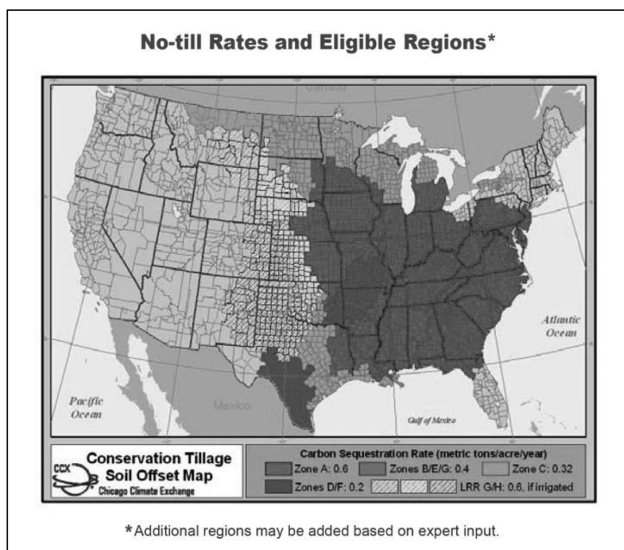 No-till Rates and Eligible Regions*
Canada
Pacific
Ocean
Mexico
Gulf of Mexico
Atlantic
Ocean
CCX
Conservation Tillage
Soil Offset Map
Chicago Climate Exchange
Carbon Sequestration Rate (metric tons/acre/year)
Zone A: 0.6 Zones B/E/G: 0.4 Zone C: 0.32
Zones D/F: 0.2 LRR G/H: 0.6, if irrigated
*Additional regions may be added based on expert input.